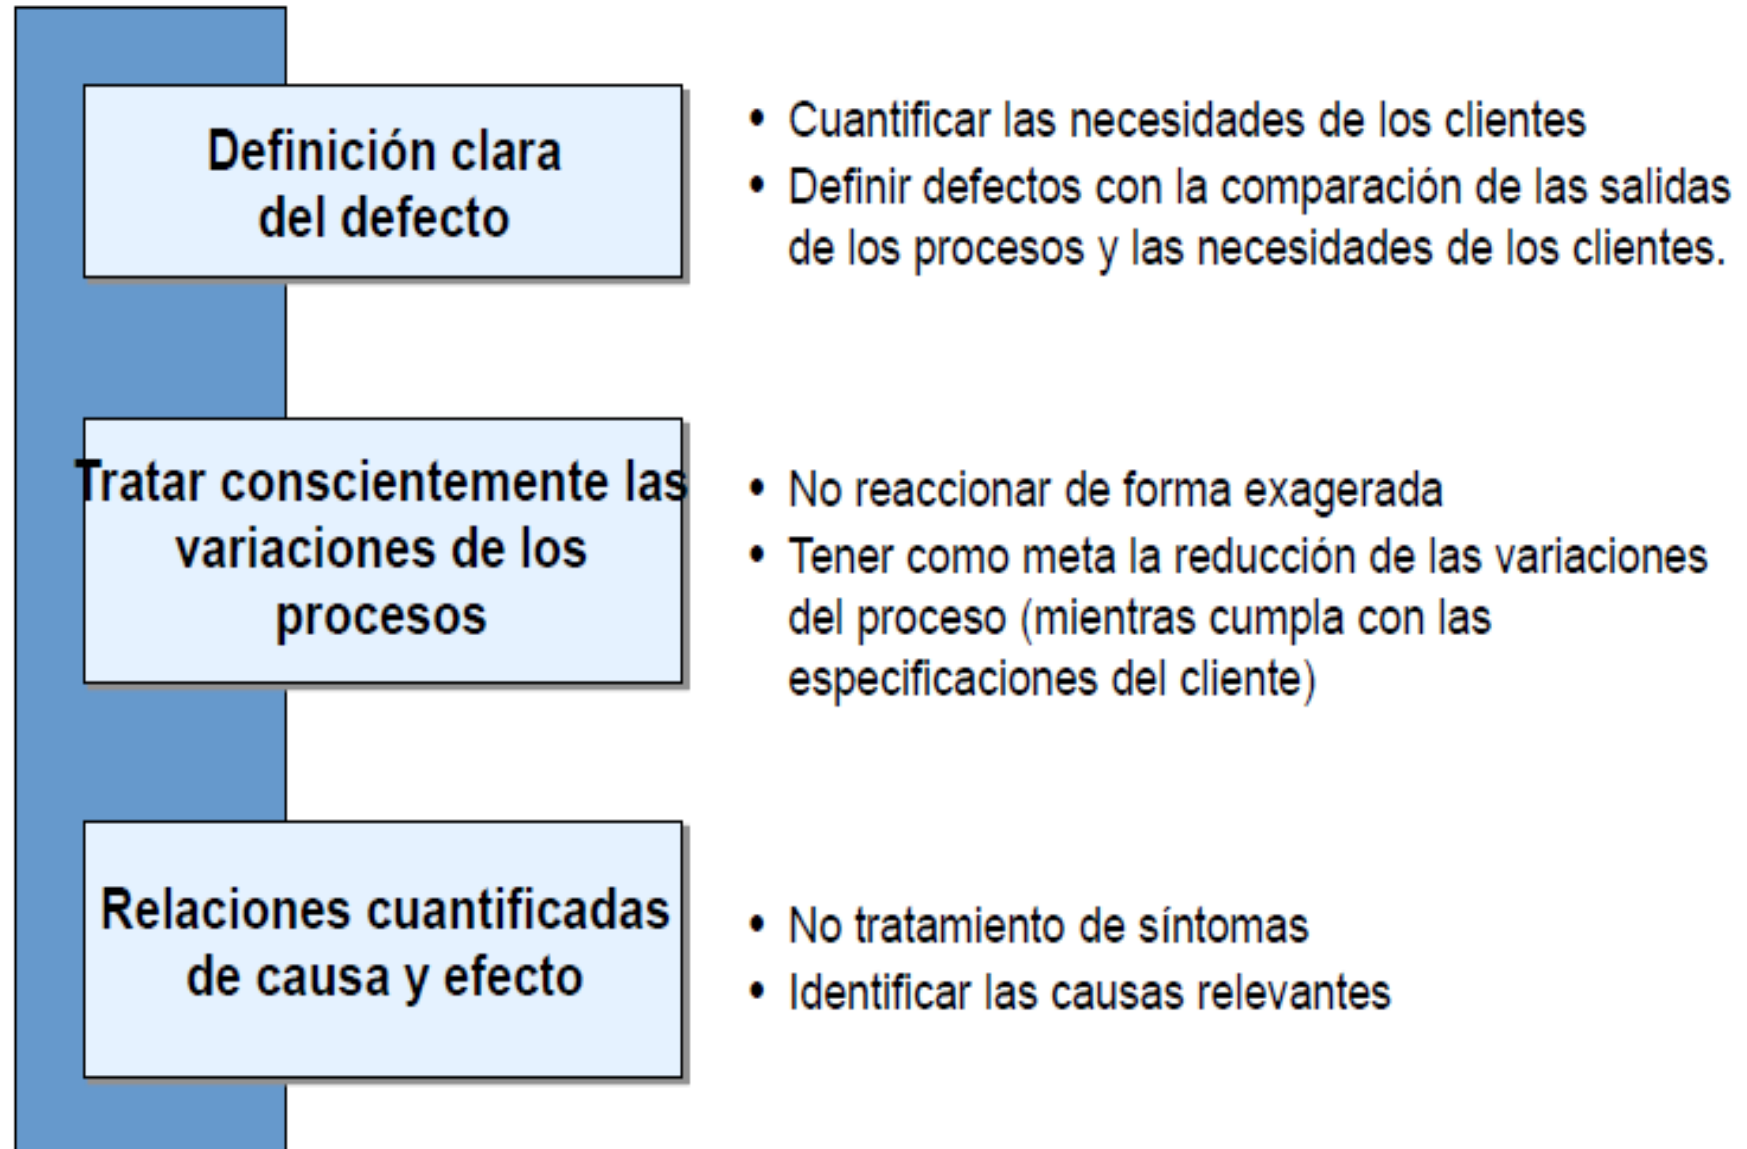 Definición clara
del defecto
• Cuantificar las necesidades de los clientes
• Definir defectos con la comparación de las salidas
de los procesos y las necesidades de los clientes.
Tratar conscientemente las
variaciones de los
procesos
• No reaccionar de forma exagerada
• Tener como meta la reducción de las variaciones
del proceso (mientras cumpla con las
especificaciones del cliente)
Relaciones cuantificadas
de causa y efecto
• No tratamiento de síntomas
• Identificar las causas relevantes